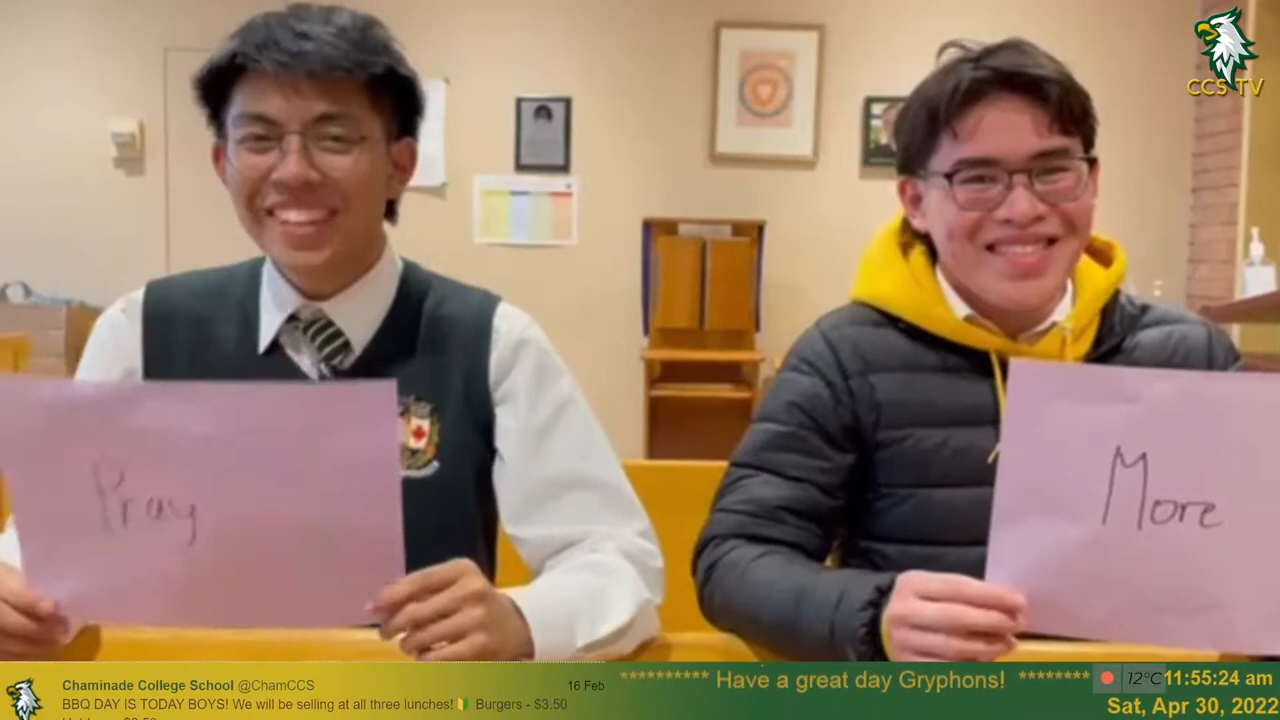 CCS TV
Pray
More
Chaminade College School @ChamCCS
16 Feb
BBQ DAY IS TODAY BOYS! We will be selling at all three lunches! Burgers - $3.50
********** Have a great day Gryphons! ********
12°C
11:55:24 am
Sat, Apr 30, 2022